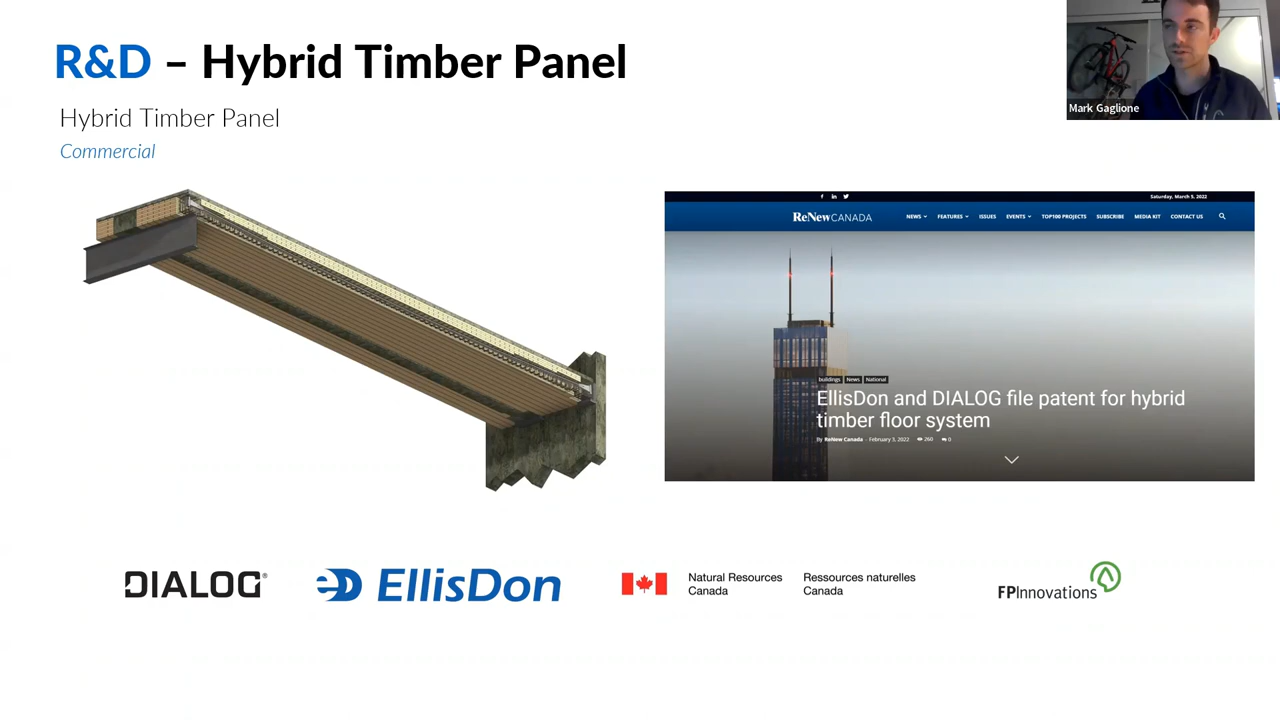 R&D – Hybrid Timber Panel
Hybrid Timber Panel
Commercial
Mark Gaglione
Saturday, March 5, 2022
ReNewCANADA
NEWS FEATURES ISSUES EVENTS TOP100 PROJECTS SUBSCRIBE MEDIA KIT CONTACT US
buildings News National
EllisDon and DIALOG file patent for hybrid
timber floor system
By ReNew Canada - February 3, 2022 260 0
DIALOG®
EllisDon
Natural Resources
Canada
Ressources naturelles
Canada
FPInnovations